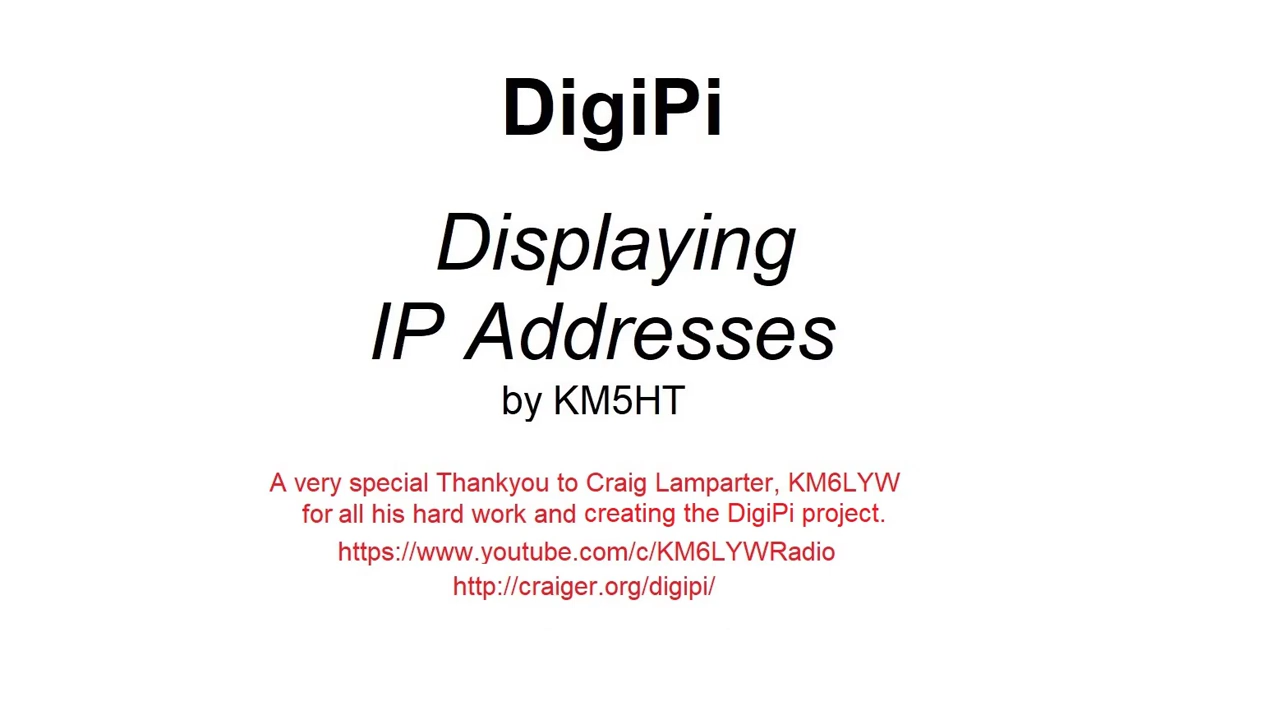 DigiPi
Displaying
IP Addresses
by KM5HT
A very special Thankyou to Craig Lamparter, KM6LYW
for all his hard work and creating the DigiPi project.
https://www.youtube.com/c/KM6LYWRadio
http://craiger.org/digipi/